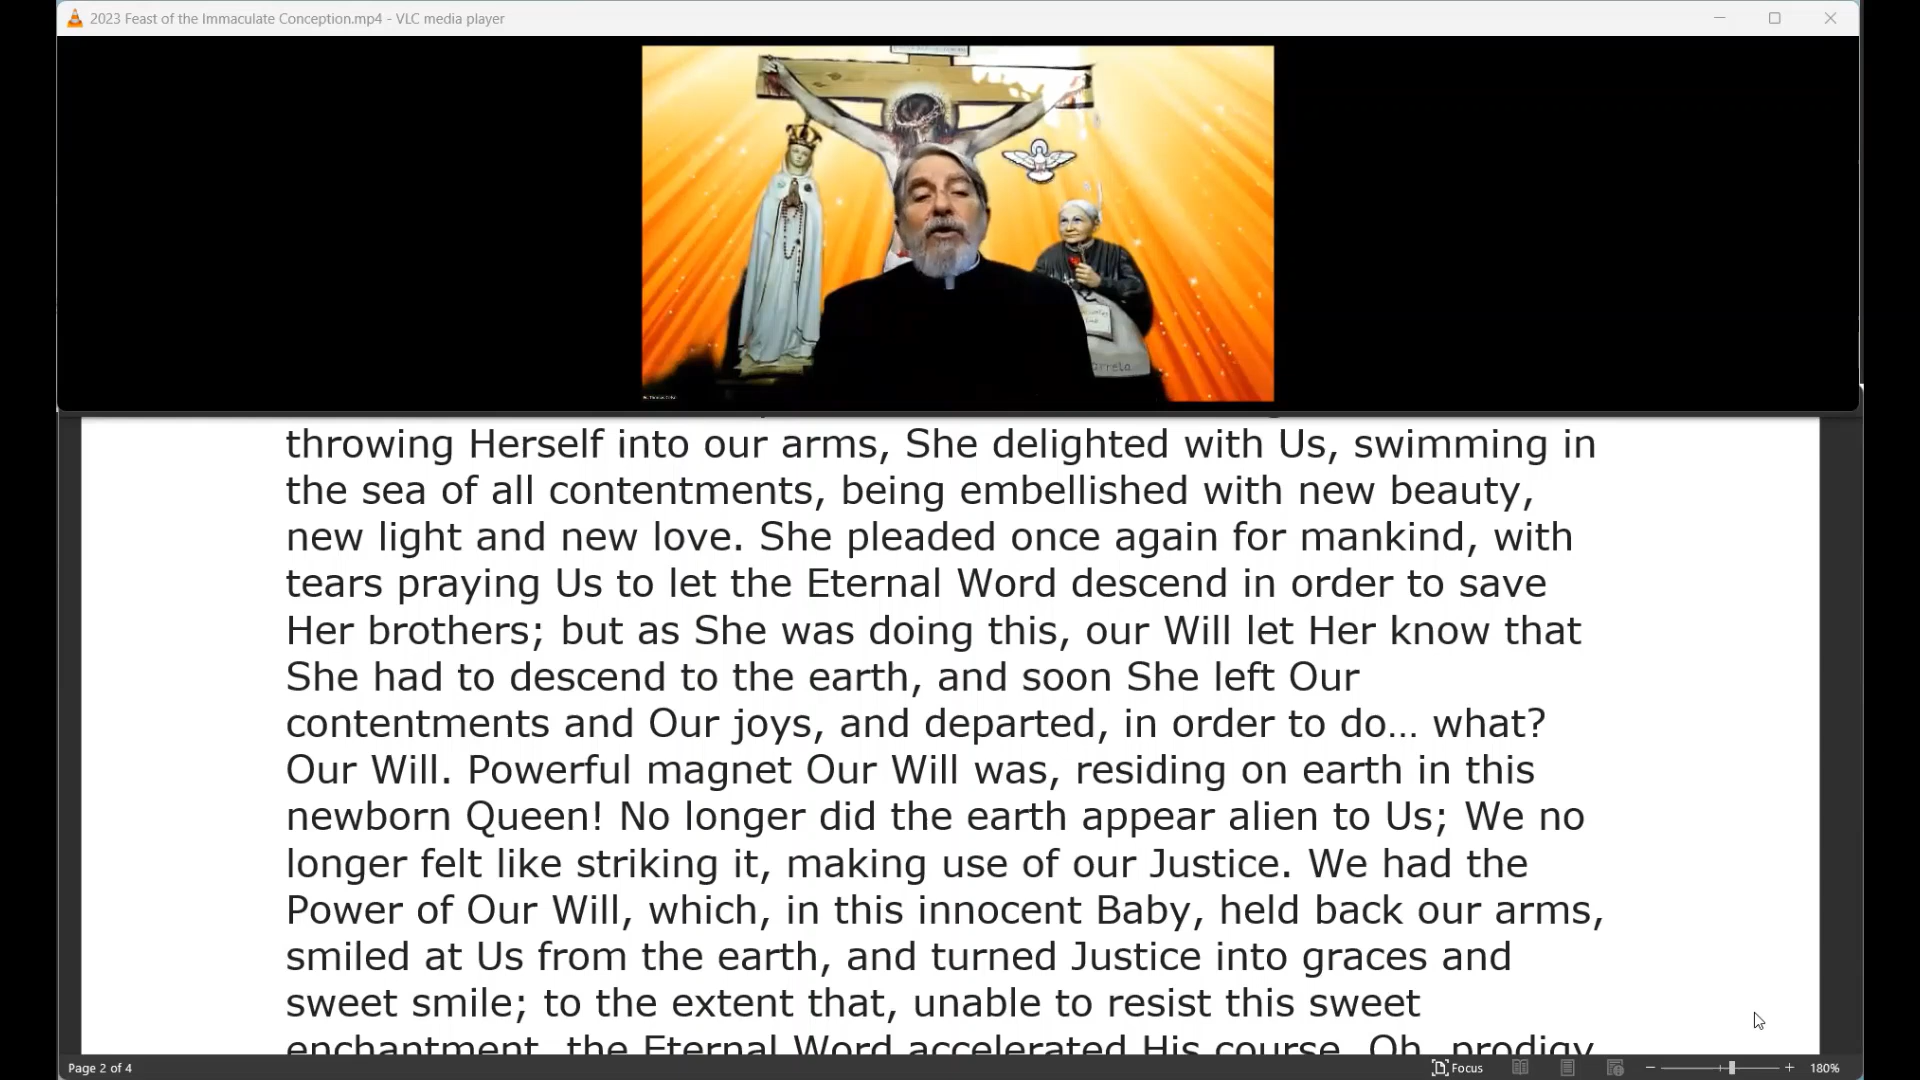 2023 Feast of the Immaculate Conception.mp4 - VLC media player
throwing Herself into our arms, She delighted with Us, swimming in
the sea of all contentments, being embellished with new beauty,
new light and new love. She pleaded once again for mankind, with
tears praying Us to let the Eternal Word descend in order to save
Her brothers; but as She was doing this, our Will let Her know that
She had to descend to the earth, and soon She left Our
contentments and Our joys, and departed, in order to do... what?
Our Will. Powerful magnet Our Will was, residing on earth in this
newborn Queen! No longer did the earth appear alien to Us; We no
longer felt like striking it, making use of our Justice. We had the
Power of Our Will, which, in this innocent Baby, held back our arms,
smiled at Us from the earth, and turned Justice into graces and
sweet smile; to the extent that, unable to resist this sweet
enchantment, the Eternal Word accelerated His course. Oh, prodigy
Page 2 of 4
Focus
180%